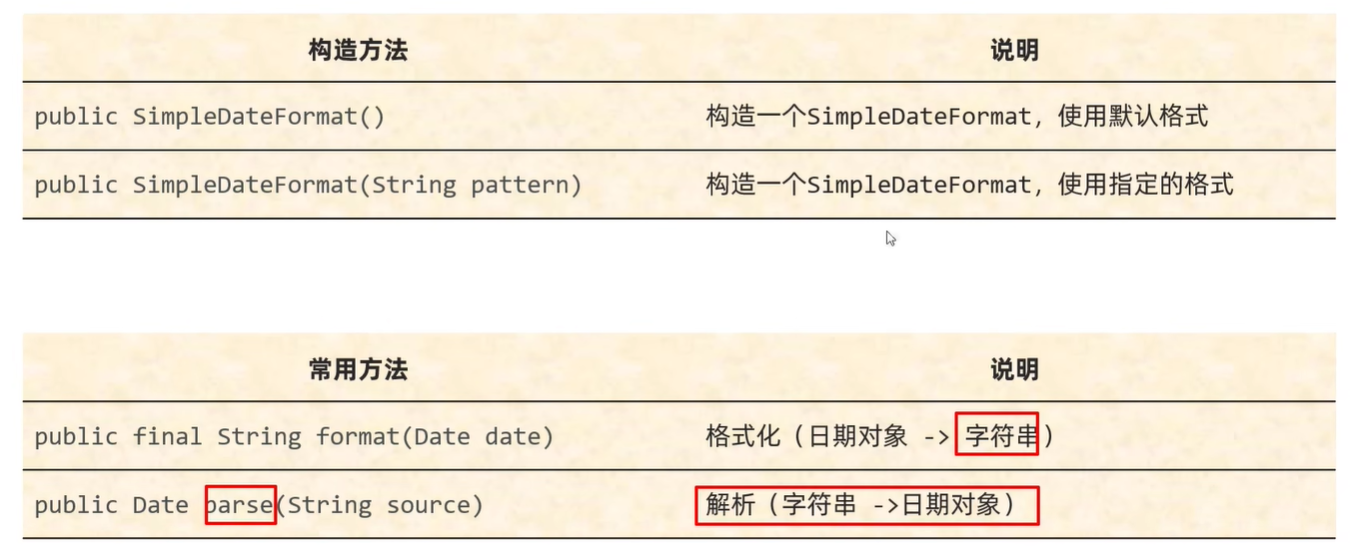 构造方法 说明
public SimpleDateFormat() 构造一个SimpleDateFormat，使用默认格式
public SimpleDateFormat(String pattern) 构造一个SimpleDateFormat，使用指定的格式
常用方法 说明
public final String format(Date date) 格式化（日期对象 -> 字符串）
public Date parse(String source) 解析（字符串 ->日期对象）